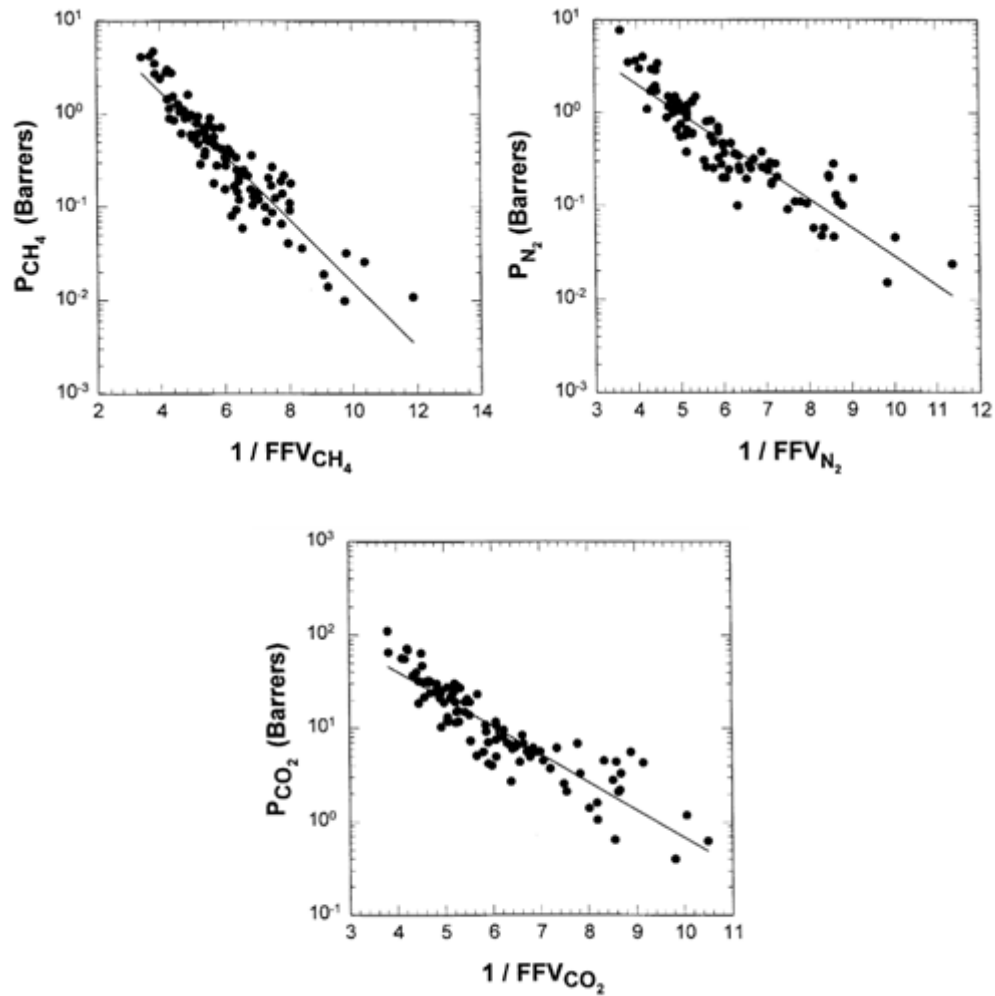 10¹
10⁰
10⁻¹
10⁻²
10⁻³
P_CH₄ (Barrers)
2 4 6 8 10 12 14
1 / FFV_CH₄
10¹
10⁰
10⁻¹
10⁻²
10⁻³
P_N₂ (Barrers)
3 4 5 6 7 8 9 10 11 12
1 / FFV_N₂
10³
10²
10¹
10⁰
10⁻¹
P_CO₂ (Barrers)
3 4 5 6 7 8 9 10 11
1 / FFV_CO₂